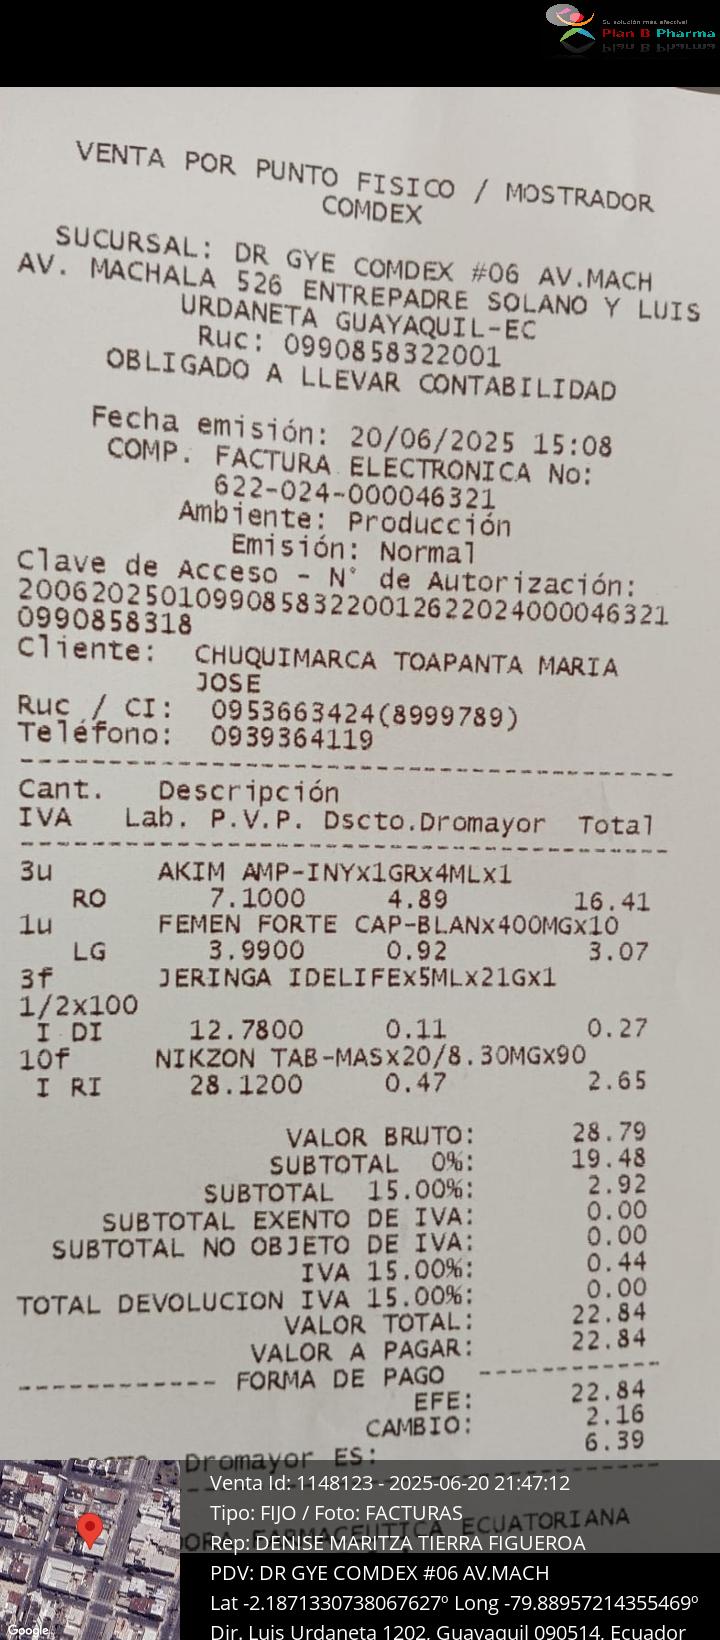 Su solución más efectiva!
Plan B Pharma
VENTA POR PUNTO FISICO / MOSTRADOR
COMDEX
SUCURSAL: DR GYE COMDEX #06 AV.MACH
AV. MACHALA 526 ENTREPADRE SOLANO Y LUIS
URDANETA GUAYAQUIL-EC
Ruc: 0990858322001
OBLIGADO A LLEVAR CONTABILIDAD
Fecha emisión: 20/06/2025 15:08
COMP. FACTURA ELECTRONICA No:
622-024-000046321
Ambiente: Producción
Emisión: Normal
Clave de Acceso - N° de Autorización:
200620250109908583220012622024000046321
0990858318
Cliente: CHUQUIMARCA TOAPANTA MARIA
JOSE
Ruc / CI: 0953663424(8999789)
Teléfono: 0939364119
Cant. Descripción
IVA Lab. P.V.P. Dscto.Dromayor Total
3u AKIM AMP-INYx1GRx4MLx1
RO 7.1000 4.89 16.41
1u FEMEN FORTE CAP-BLANx400MGx10
LG 3.9900 0.92 3.07
3f JERINGA IDELIFEx5MLx21Gx1
1/2x100
I DI 12.7800 0.11 0.27
10f NIKZON TAB-MASx20/8.30MGx90
I RI 28.1200 0.47 2.65
VALOR BRUTO: 28.79
SUBTOTAL 0%: 19.48
SUBTOTAL 15.00%: 2.92
SUBTOTAL EXENTO DE IVA: 0.00
SUBTOTAL NO OBJETO DE IVA: 0.00
IVA 15.00%: 0.44
TOTAL DEVOLUCION IVA 15.00%: 0.00
VALOR TOTAL: 22.84
VALOR A PAGAR: 22.84
------------ FORMA DE PAGO ------------
EFE: 22.84
CAMBIO: 2.16
Dromayor ES: 6.39
FARMACEUTICA ECUATORIANA
Venta Id: 1148123 - 2025-06-20 21:47:12
Tipo: FIJO / Foto: FACTURAS
Rep: DENISE MARITZA TIERRA FIGUEROA
PDV: DR GYE COMDEX #06 AV.MACH
Lat -2.1871330738067627º Long -79.88957214355469º
Dir. Luis Urdaneta 1202, Guayaquil 090514, Ecuador
Google